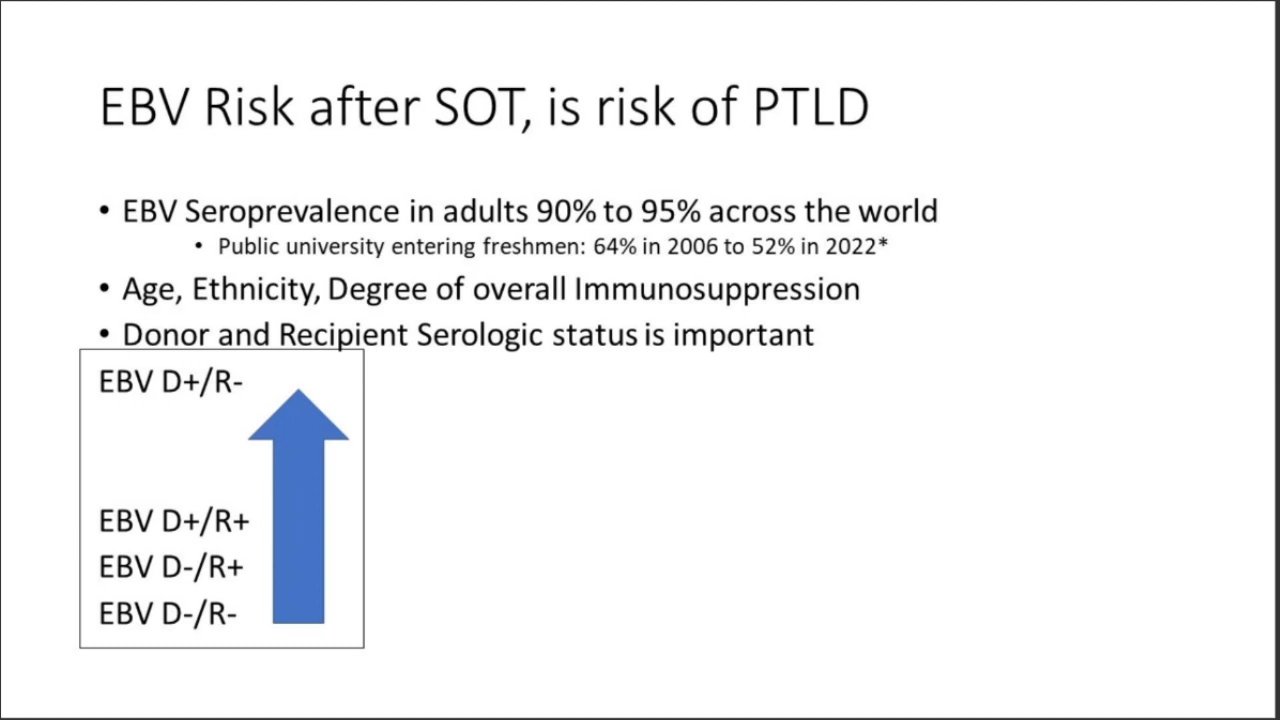 EBV Risk after SOT, is risk of PTLD
• EBV Seroprevalence in adults 90% to 95% across the world
• Public university entering freshmen: 64% in 2006 to 52% in 2022*
• Age, Ethnicity, Degree of overall Immunosuppression
• Donor and Recipient Serologic status is important
EBV D+/R-
EBV D+/R+
EBV D-/R+
EBV D-/R-